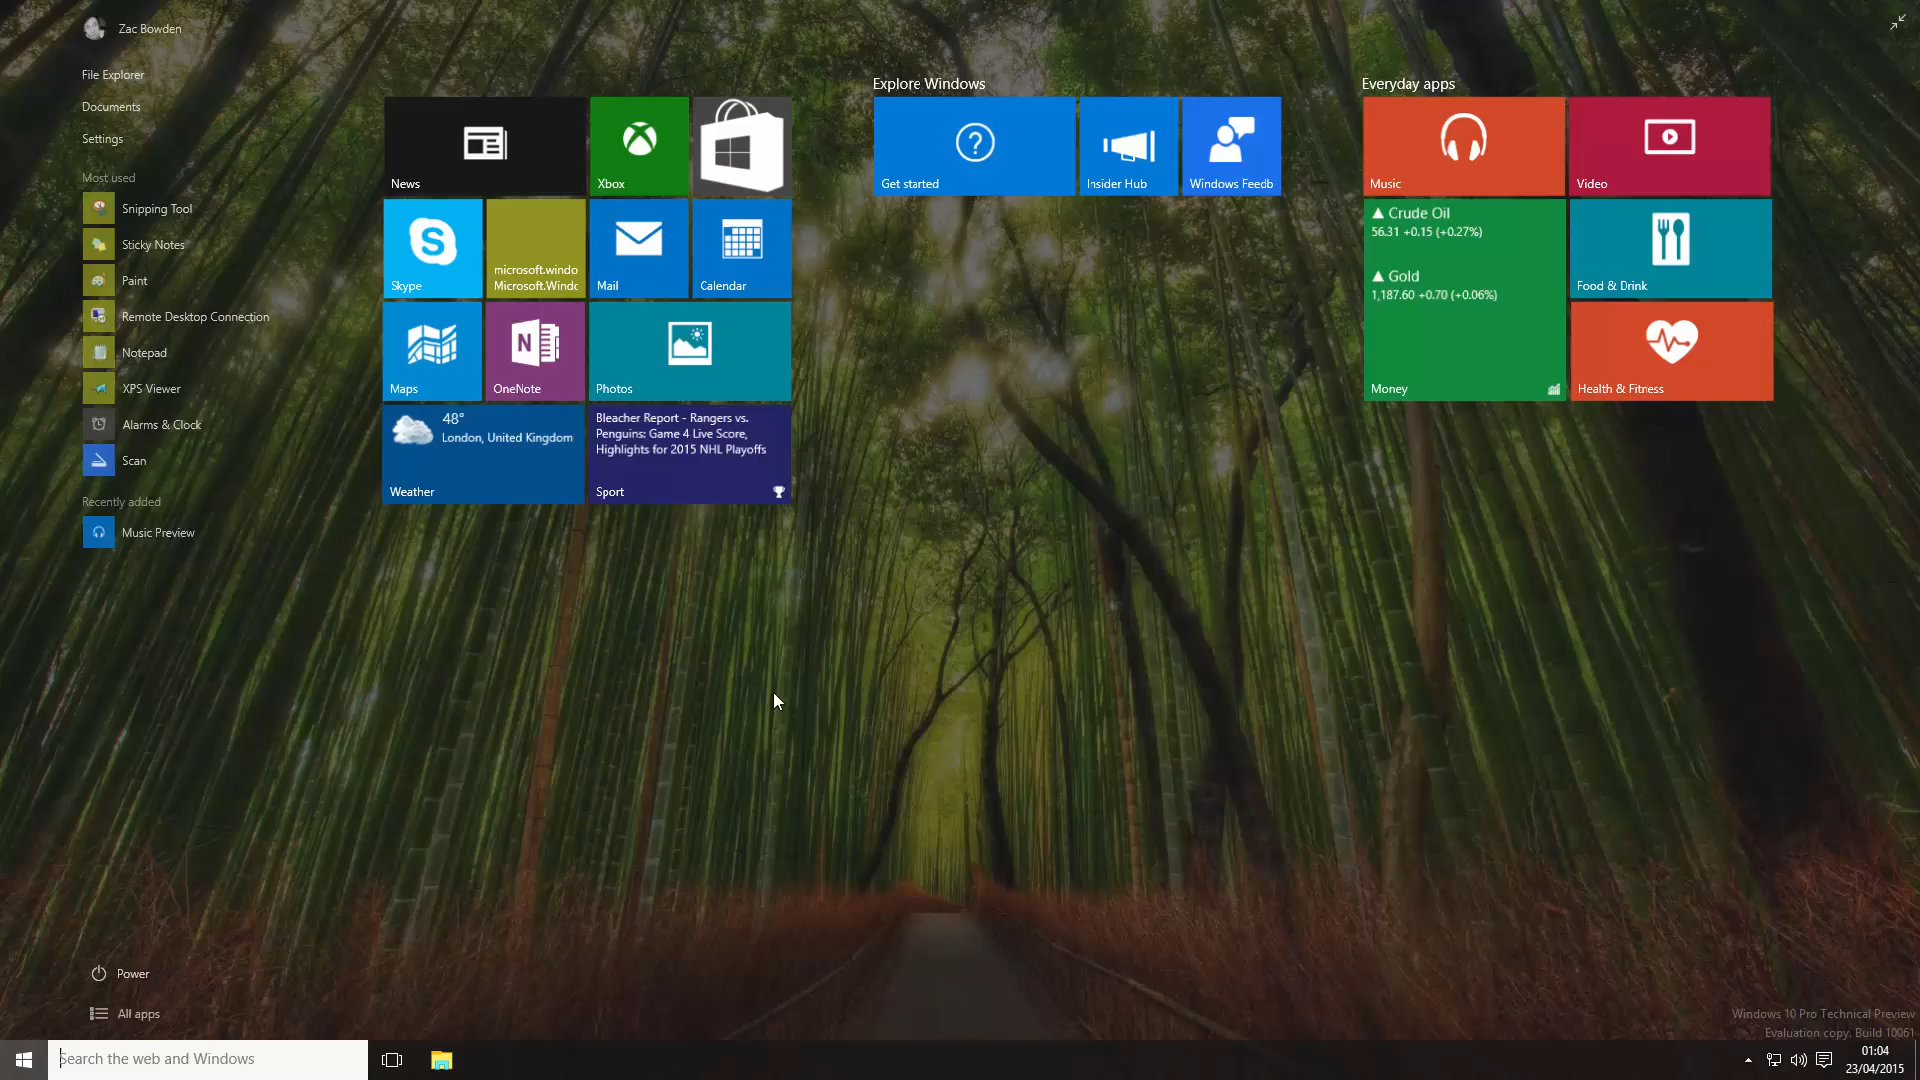 Zac Bowden
File Explorer
Documents
Settings
Most used
Snipping Tool
Sticky Notes
Paint
Remote Desktop Connection
Notepad
XPS Viewer
Alarms & Clock
Scan
Recently added
Music Preview
Power
All apps
News
Xbox
Skype
microsoft.windo
Microsoft.Windc
Mail
Calendar
Maps
N
OneNote
Photos
48°
London, United Kingdom
Weather
Bleacher Report - Rangers vs.
Penguins: Game 4 Live Score,
Highlights for 2015 NHL Playoffs
Sport
Explore Windows
Get started
Insider Hub
Windows Feedb
Everyday apps
Music
Video
▲ Crude Oil
56.31 +0.15 (+0.27%)
▲ Gold
1,187.60 +0.70 (+0.06%)
Money
Food & Drink
Health & Fitness
Windows 10 Pro Technical Preview
Evaluation copy. Build 10061
Search the web and Windows
01:04
23/04/2015